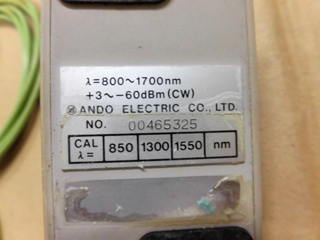 λ=800~1700nm
+3~-60dBm(CW)
ANDO ELECTRIC CO., LTD.
NO. 00465325
CAL λ= 850 1300 1550 nm